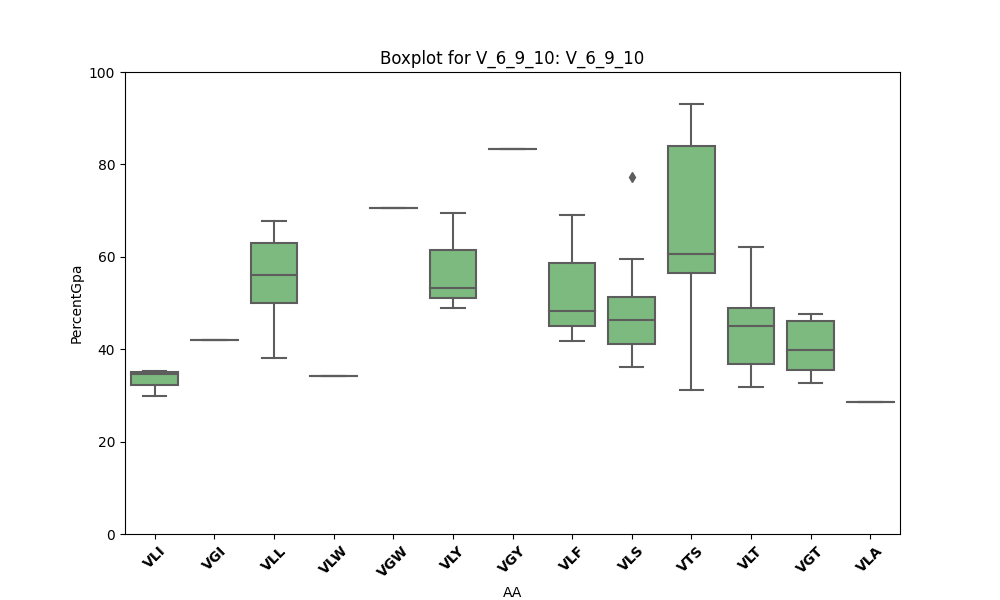 Boxplot for V_6_9_10: V_6_9_10
100
80
60
40
20
0
PercentGpa
VLI VGI VLL VLW VGW VLY VGY VLF VLS VTS VLT VGT VLA
AA